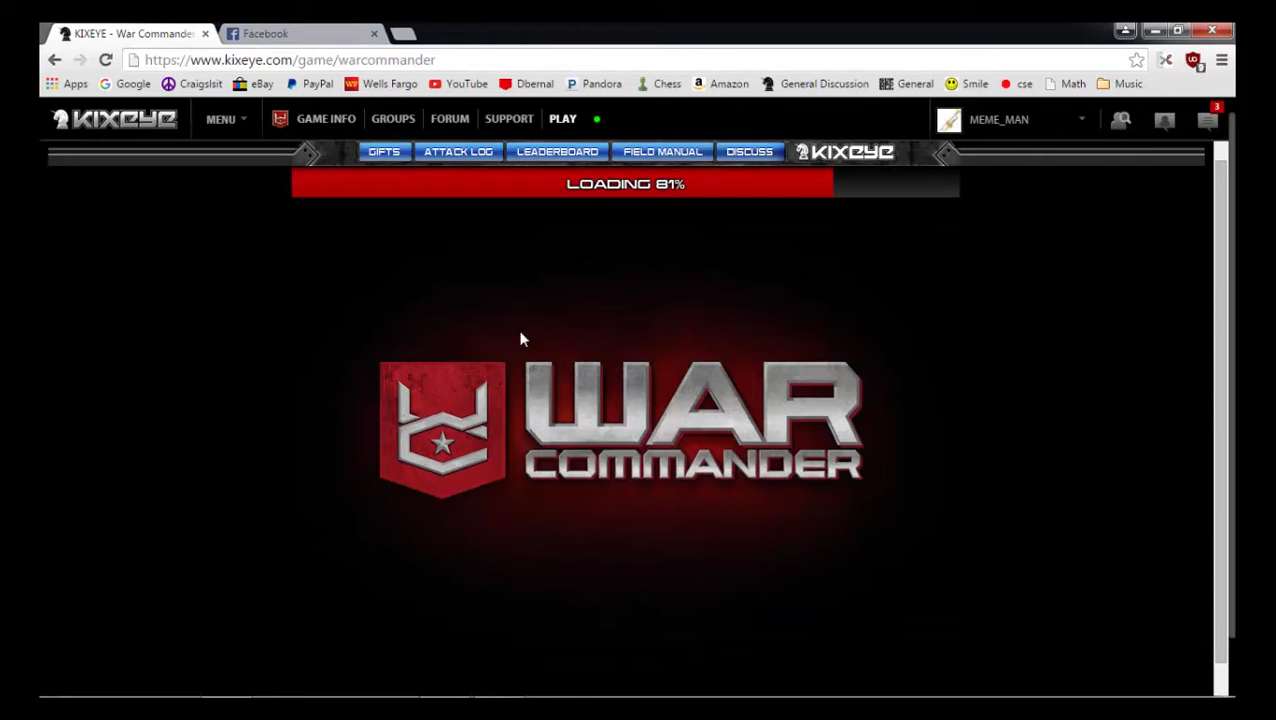 KIXEYE - War Commander
Facebook
https://www.kixeye.com/game/warcommander
Apps Google Craigslsit eBay PayPal Wells Fargo YouTube Dbernal Pandora Chess Amazon General Discussion General Smile cse Math Music
KIXEYE MENU GAME INFO GROUPS FORUM SUPPORT PLAY MEME_MAN 3
GIFTS ATTACK LOG LEADERBOARD FIELD MANUAL DISCUSS KIXEYE
LOADING 81%
WAR
COMMANDER